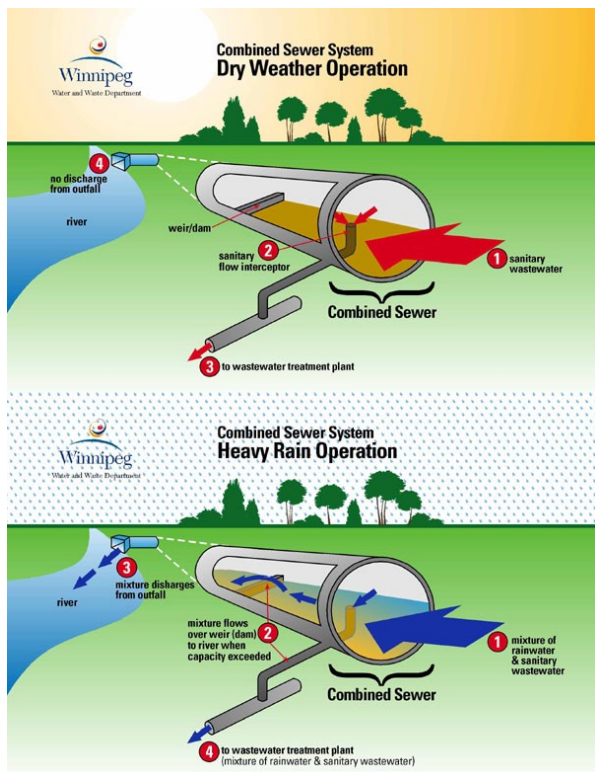 Winnipeg
Water and Waste Department
Combined Sewer System
Dry Weather Operation
4
no discharge
from outfall
river
weir/dam
2
sanitary
flow interceptor
1
sanitary
wastewater
Combined Sewer
3 to wastewater treatment plant
Winnipeg
Water and Waste Department
Combined Sewer System
Heavy Rain Operation
3
mixture disharges
from outfall
river
mixture flows
over weir (dam) 2
to river when
capacity exceeded
1
mixture of
rainwater
& sanitary
wastewater
Combined Sewer
4 to wastewater treatment plant
(mixture of rainwater & sanitary wastewater)